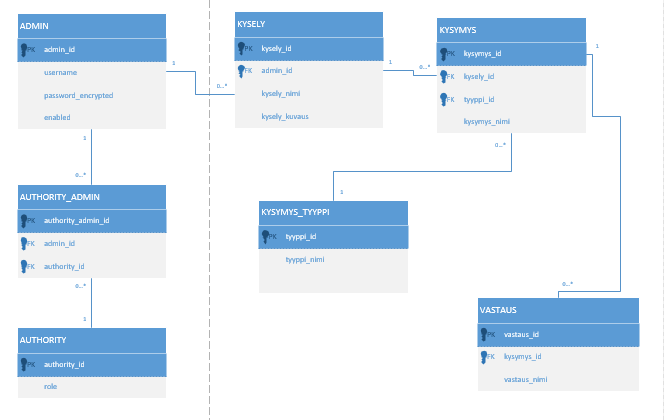 ADMIN
PK admin_id
username
password_encrypted
enabled
1
0..*
1
0..*
KYSELY
PK kysely_id
FK admin_id
kysely_nimi
kysely_kuvaus
1
0..*
KYSYMYS
PK kysymys_id
FK kysely_id
FK tyyppi_id
kysymys_nimi
1
0..*
0..*
1
AUTHORITY_ADMIN
PK authority_admin_id
FK admin_id
FK authority_id
0..*
1
KYSYMYS_TYYPPI
PK tyyppi_id
tyyppi_nimi
AUTHORITY
PK authority_id
role
VASTAUS
PK vastaus_id
FK kysymys_id
vastaus_nimi